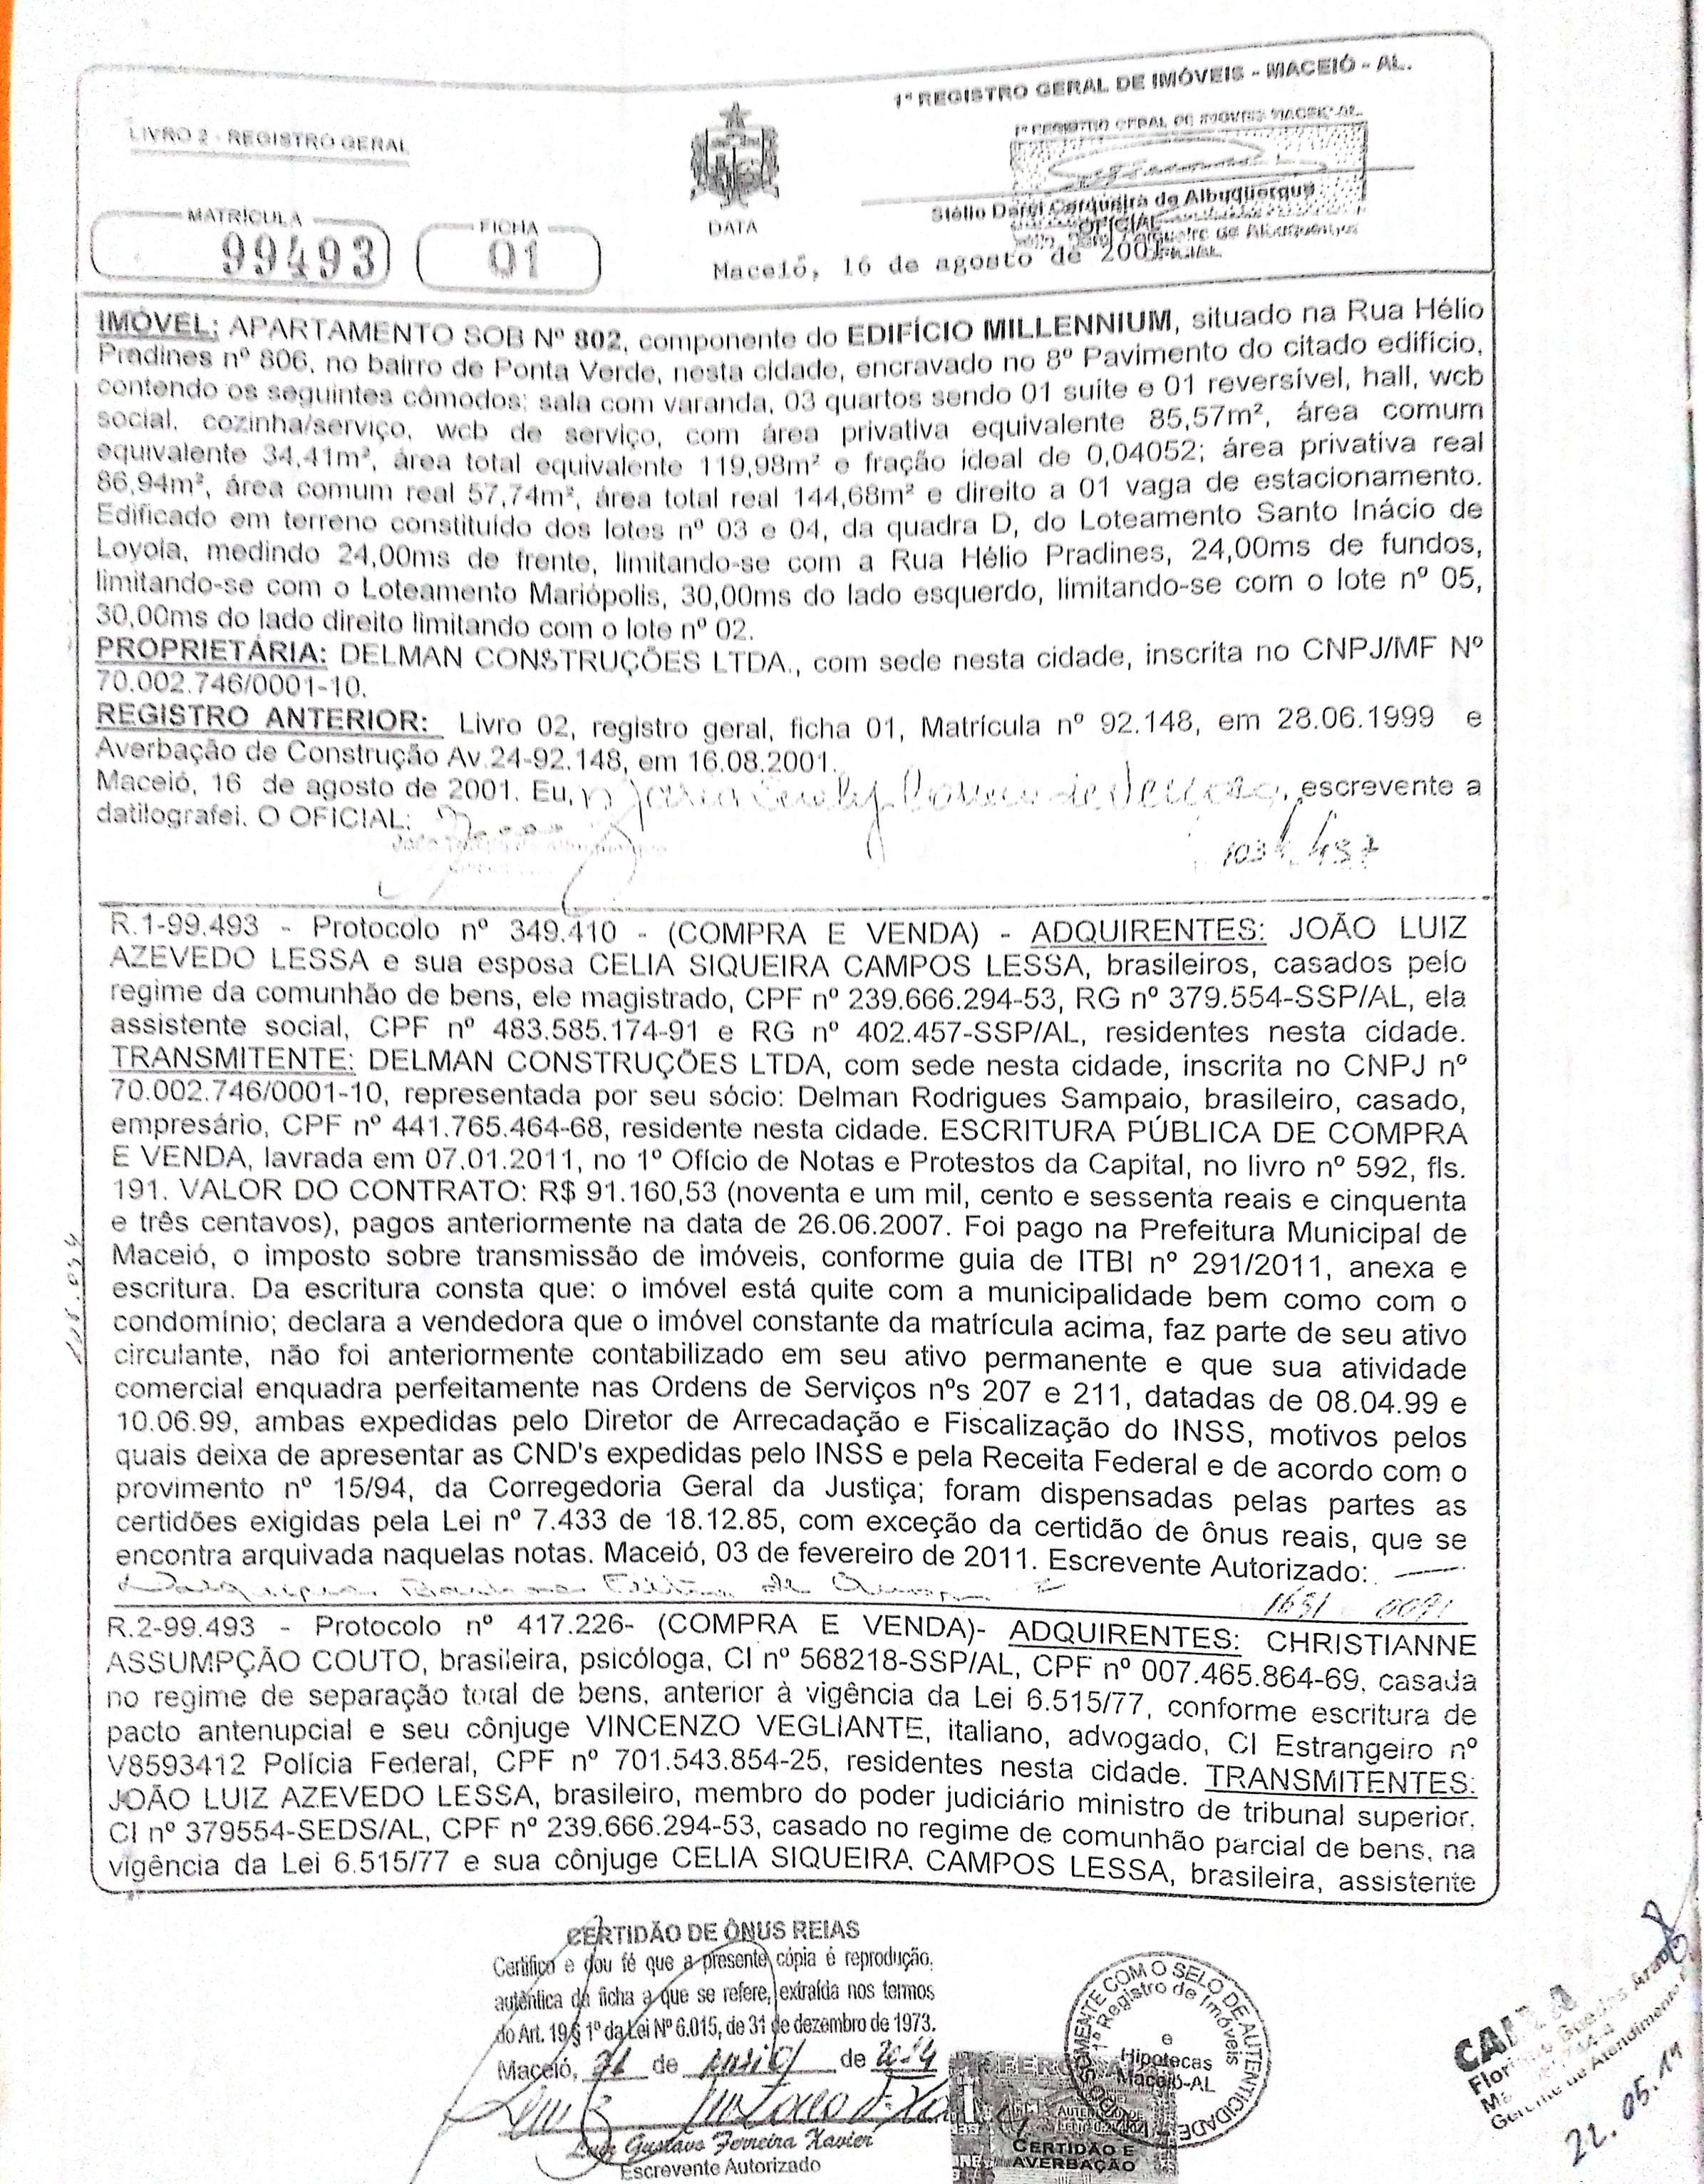 1º REGISTRO GERAL DE IMÓVEIS - MACEIÓ - AL.
LIVRO 2 - REGISTRO GERAL
1º REGISTRO GERAL DE IMOVEIS MACEIO-AL.
Stélio Darci Cerqueira de Albuquerque
OFICIAL
MATRÍCULA
99493
FICHA
01
DATA
Maceió, 16 de agosto de 2001
IMÓVEL: APARTAMENTO SOB Nº 802, componente do EDIFÍCIO MILLENNIUM, situado na Rua Hélio
Pradines nº 806, no bairro de Ponta Verde, nesta cidade, encravado no 8º Pavimento do citado edifício,
contendo os seguintes cômodos: sala com varanda, 03 quartos sendo 01 suíte e 01 reversível, hall, wcb
social, cozinha/serviço, wcb de serviço, com área privativa equivalente 85,57m², área comum
equivalente 34,41m², área total equivalente 119,98m² e fração ideal de 0,04052; área privativa real
86,94m², área comum real 57,74m², área total real 144,68m² e direito a 01 vaga de estacionamento.
Edificado em terreno constituído dos lotes nº 03 e 04, da quadra D, do Loteamento Santo Inácio de
Loyola, medindo 24,00ms de frente, limitando-se com a Rua Hélio Pradines, 24,00ms de fundos,
limitando-se com o Loteamento Mariópolis, 30,00ms do lado esquerdo, limitando-se com o lote nº 05,
30,00ms do lado direito limitando com o lote nº 02.
PROPRIETÁRIA: DELMAN CONSTRUÇÕES LTDA., com sede nesta cidade, inscrita no CNPJ/MF Nº
70.002.746/0001-10.
REGISTRO ANTERIOR: Livro 02, registro geral, ficha 01, Matrícula nº 92.148, em 28.06.1999 e
Averbação de Construção Av.24-92.148, em 16.08.2001.
Maceió, 16 de agosto de 2001. Eu, escrevente a
datilografei. O OFICIAL:
R.1-99.493 - Protocolo nº 349.410 - (COMPRA E VENDA) - ADQUIRENTES: JOÃO LUIZ
AZEVEDO LESSA e sua esposa CELIA SIQUEIRA CAMPOS LESSA, brasileiros, casados pelo
regime da comunhão de bens, ele magistrado, CPF nº 239.666.294-53, RG nº 379.554-SSP/AL, ela
assistente social, CPF nº 483.585.174-91 e RG nº 402.457-SSP/AL, residentes nesta cidade.
TRANSMITENTE: DELMAN CONSTRUÇÕES LTDA, com sede nesta cidade, inscrita no CNPJ nº
70.002.746/0001-10, representada por seu sócio: Delman Rodrigues Sampaio, brasileiro, casado,
empresário, CPF nº 441.765.464-68, residente nesta cidade. ESCRITURA PÚBLICA DE COMPRA
E VENDA, lavrada em 07.01.2011, no 1º Ofício de Notas e Protestos da Capital, no livro nº 592, fls.
191. VALOR DO CONTRATO: R$ 91.160,53 (noventa e um mil, cento e sessenta reais e cinquenta
e três centavos), pagos anteriormente na data de 26.06.2007. Foi pago na Prefeitura Municipal de
Maceió, o imposto sobre transmissão de imóveis, conforme guia de ITBI nº 291/2011, anexa e
escritura. Da escritura consta que: o imóvel está quite com a municipalidade bem como com o
condomínio; declara a vendedora que o imóvel constante da matrícula acima, faz parte de seu ativo
circulante, não foi anteriormente contabilizado em seu ativo permanente e que sua atividade
comercial enquadra perfeitamente nas Ordens de Serviços nºs 207 e 211, datadas de 08.04.99 e
10.06.99, ambas expedidas pelo Diretor de Arrecadação e Fiscalização do INSS, motivos pelos
quais deixa de apresentar as CND's expedidas pelo INSS e pela Receita Federal e de acordo com o
provimento nº 15/94, da Corregedoria Geral da Justiça; foram dispensadas pelas partes as
certidões exigidas pela Lei nº 7.433 de 18.12.85, com exceção da certidão de ônus reais, que se
encontra arquivada naquelas notas. Maceió, 03 de fevereiro de 2011. Escrevente Autorizado:
R.2-99.493 - Protocolo nº 417.226- (COMPRA E VENDA)- ADQUIRENTES: CHRISTIANNE
ASSUMPÇÃO COUTO, brasileira, psicóloga, CI nº 568218-SSP/AL, CPF nº 007.465.864-69, casada
no regime de separação total de bens, anterior à vigência da Lei 6.515/77, conforme escritura de
pacto antenupcial e seu cônjuge VINCENZO VEGLIANTE, italiano, advogado, CI Estrangeiro nº
V8593412 Polícia Federal, CPF nº 701.543.854-25, residentes nesta cidade. TRANSMITENTES:
JOÃO LUIZ AZEVEDO LESSA, brasileiro, membro do poder judiciário ministro de tribunal superior,
CI nº 379554-SEDS/AL, CPF nº 239.666.294-53, casado no regime de comunhão parcial de bens, na
vigência da Lei 6.515/77 e sua cônjuge CELIA SIQUEIRA CAMPOS LESSA, brasileira, assistente
CERTIDÃO DE ÔNUS REIAS
Certifico e dou fé que a presente cópia é reprodução,
autêntica da ficha a que se refere, extraída nos termos
do Art. 19 § 1º da Lei Nº 6.015, de 31 de dezembro de 1973.
Maceió, de de 2014
Luiz Gustavo Ferreira Xavier
Escrevente Autorizado
SOMENTE COM O SELO DE AUTENTICIDADE
1º Registro de Imóveis
e
Hipotecas
Maceió-AL
CERTIDÃO E
AVERBAÇÃO
CAIXA
Gerente de Atendimento
22.05.14